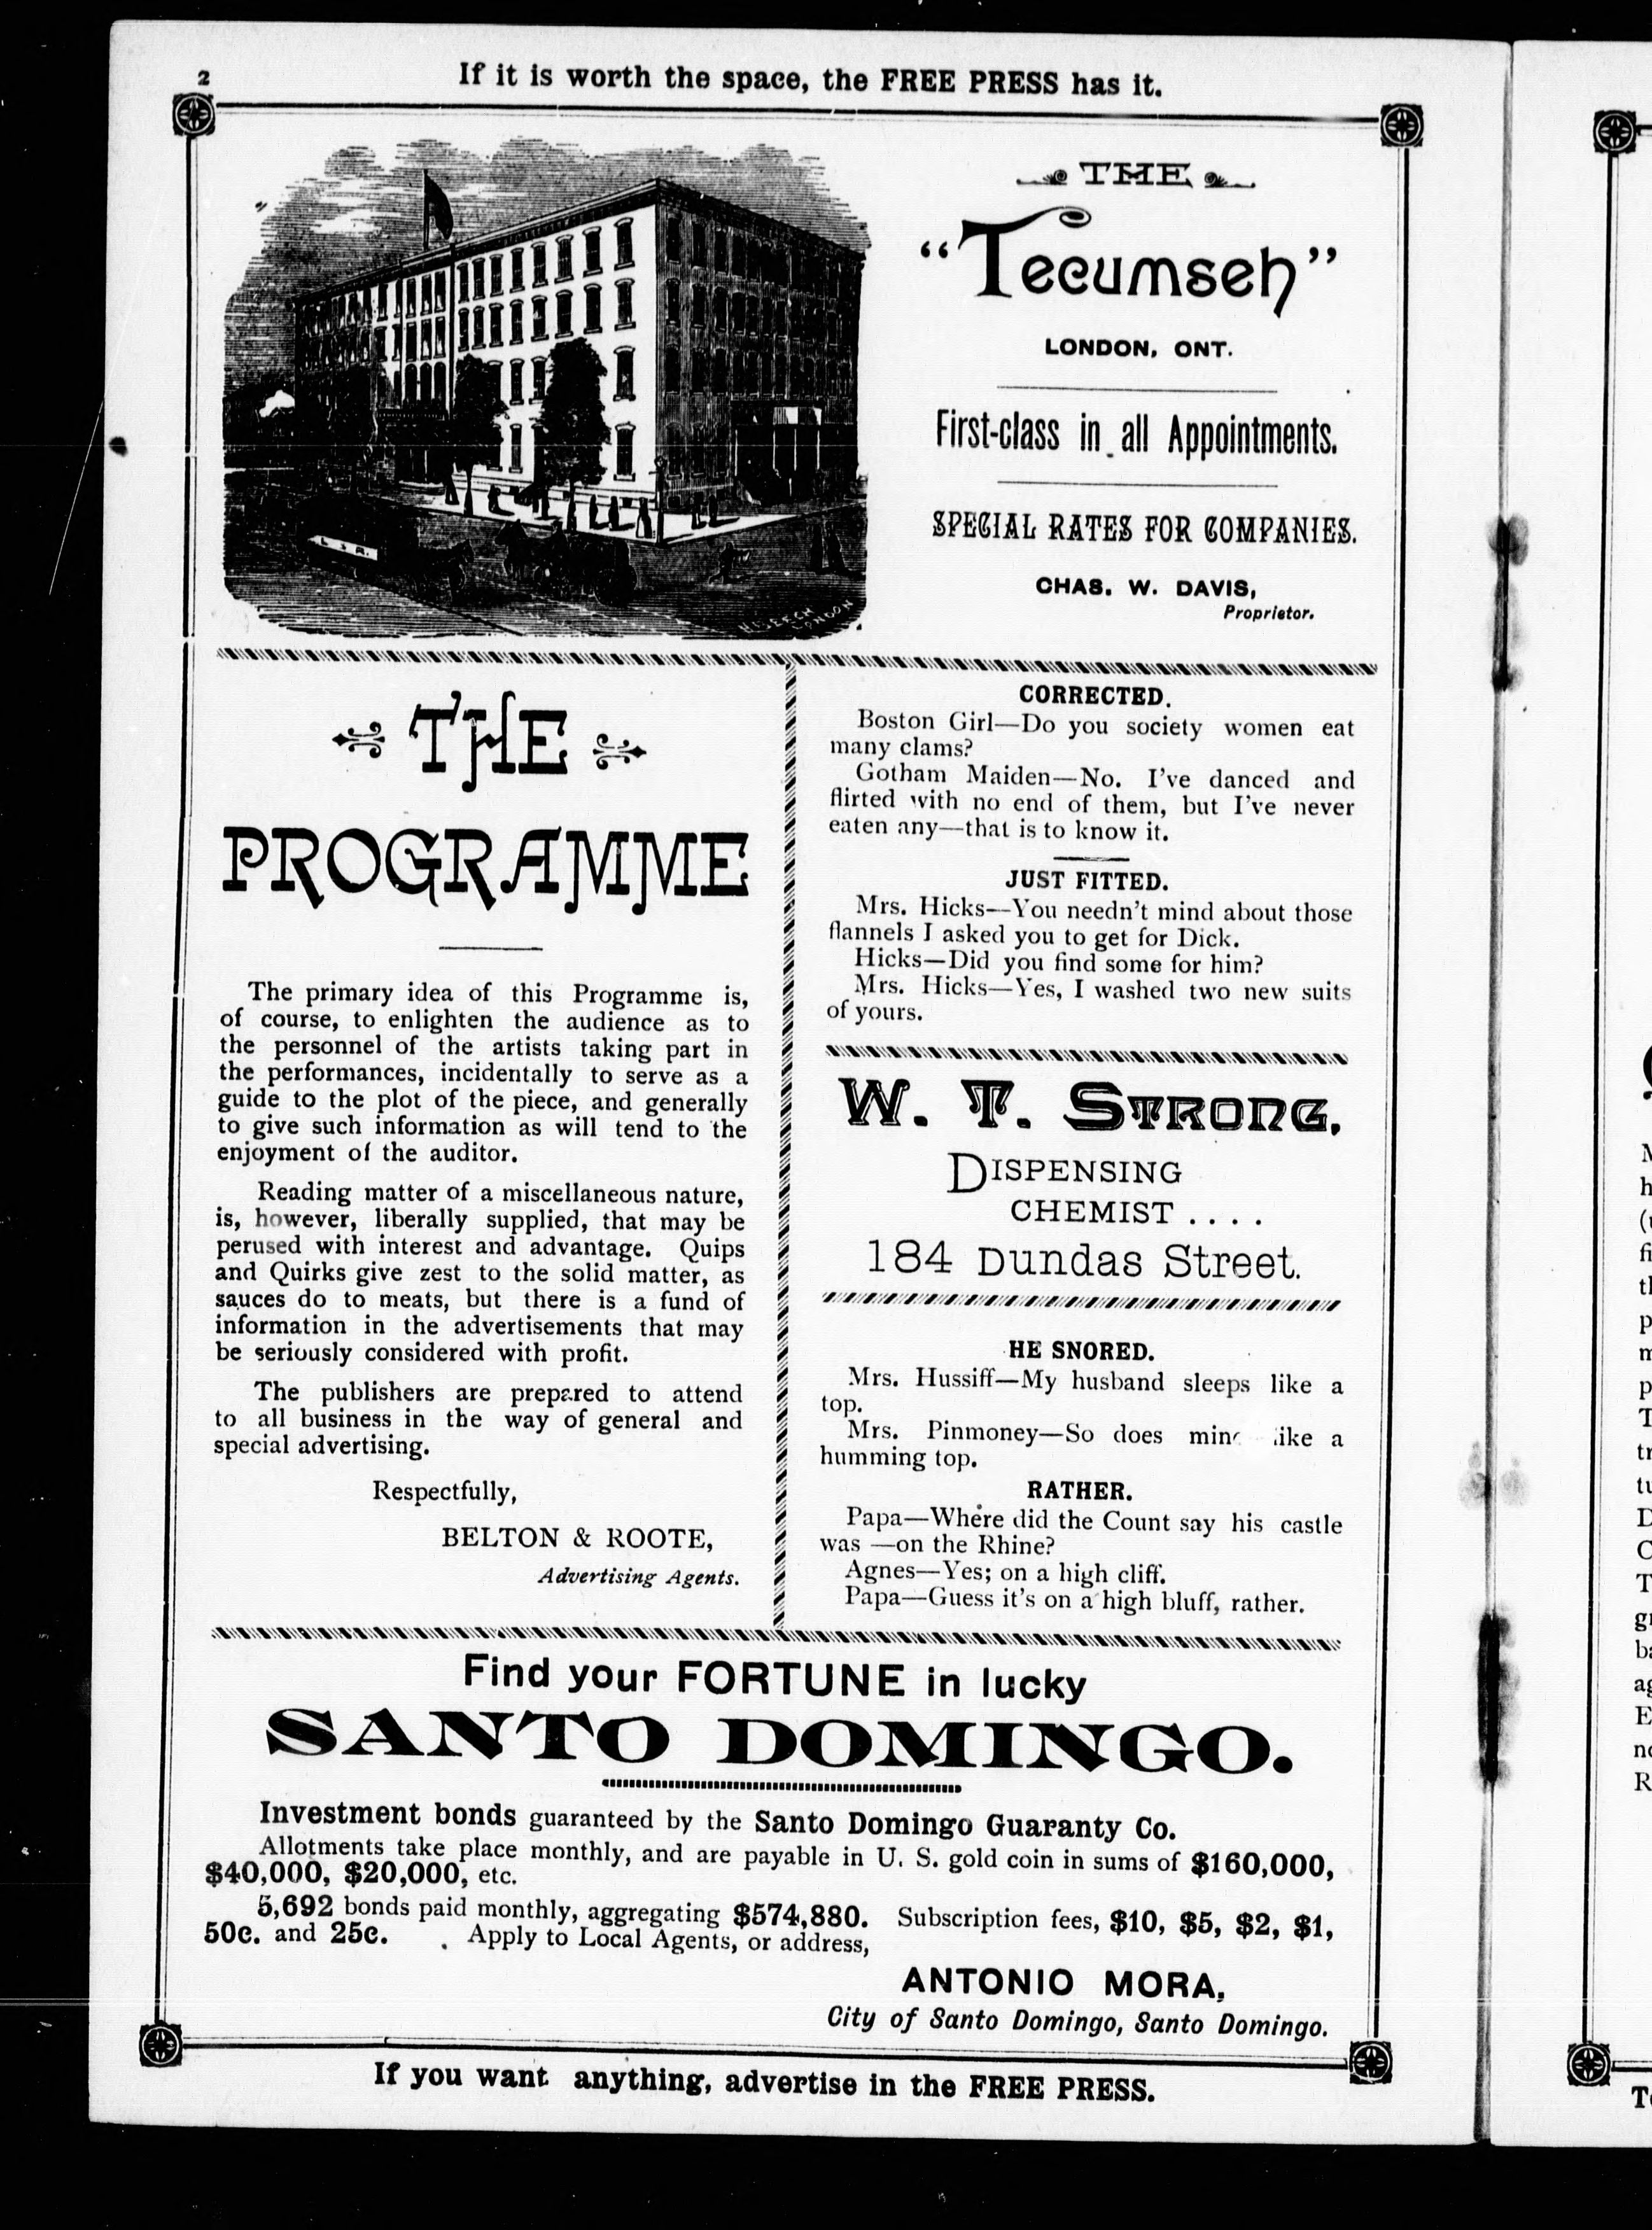 2
If it is worth the space, the FREE PRESS has it.
THE
"Tecumseh"
LONDON, ONT.
First-class in all Appointments.
SPECIAL RATES FOR COMPANIES.
CHAS. W. DAVIS,
Proprietor.
LONDON
THE
PROGRAMME
The primary idea of this Programme is,
of course, to enlighten the audience as to
the personnel of the artists taking part in
the performances, incidentally to serve as a
guide to the plot of the piece, and generally
to give such information as will tend to the
enjoyment of the auditor.
Reading matter of a miscellaneous nature,
is, however, liberally supplied, that may be
perused with interest and advantage. Quips
and Quirks give zest to the solid matter, as
sauces do to meats, but there is a fund of
information in the advertisements that may
be seriously considered with profit.
The publishers are prepared to attend
to all business in the way of general and
special advertising.
Respectfully,
BELTON & ROOTE,
Advertising Agents.
CORRECTED.
Boston Girl—Do you society women eat
many clams?
Gotham Maiden—No. I've danced and
flirted with no end of them, but I've never
eaten any—that is to know it.
JUST FITTED.
Mrs. Hicks—You needn't mind about those
flannels I asked you to get for Dick.
Hicks—Did you find some for him?
Mrs. Hicks—Yes, I washed two new suits
of yours.
W. T. STRONG,
DISPENSING
CHEMIST . . . .
184 Dundas Street.
HE SNORED.
Mrs. Hussiff—My husband sleeps like a
top.
Mrs. Pinmoney—So does mine like a
humming top.
RATHER.
Papa—Where did the Count say his castle
was —on the Rhine?
Agnes—Yes; on a high cliff.
Papa—Guess it's on a high bluff, rather.
Find your FORTUNE in lucky
SANTO DOMINGO.
Investment bonds guaranteed by the Santo Domingo Guaranty Co.
Allotments take place monthly, and are payable in U. S. gold coin in sums of $160,000,
$40,000, $20,000, etc.
5,692 bonds paid monthly, aggregating $574,880. Subscription fees, $10, $5, $2, $1,
50c. and 25c. Apply to Local Agents, or address,
ANTONIO MORA,
City of Santo Domingo, Santo Domingo.
If you want anything, advertise in the FREE PRESS.